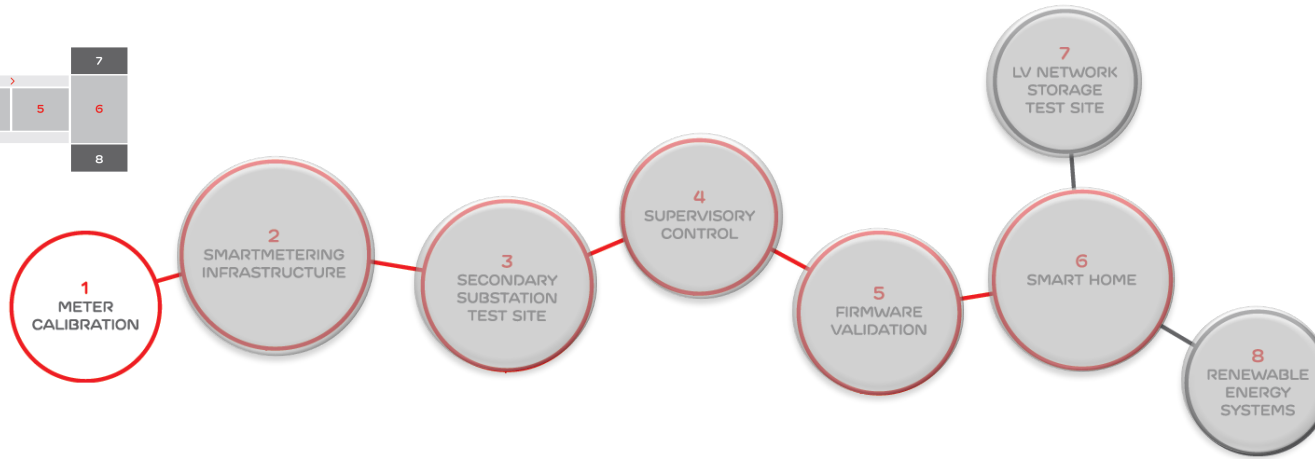 7
5
6
8
1
METER
CALIBRATION
2
SMARTMETERING
INFRASTRUCTURE
3
SECONDARY
SUBSTATION
TEST SITE
4
SUPERVISORY
CONTROL
5
FIRMWARE
VALIDATION
6
SMART HOME
7
LV NETWORK
STORAGE
TEST SITE
8
RENEWABLE
ENERGY
SYSTEMS